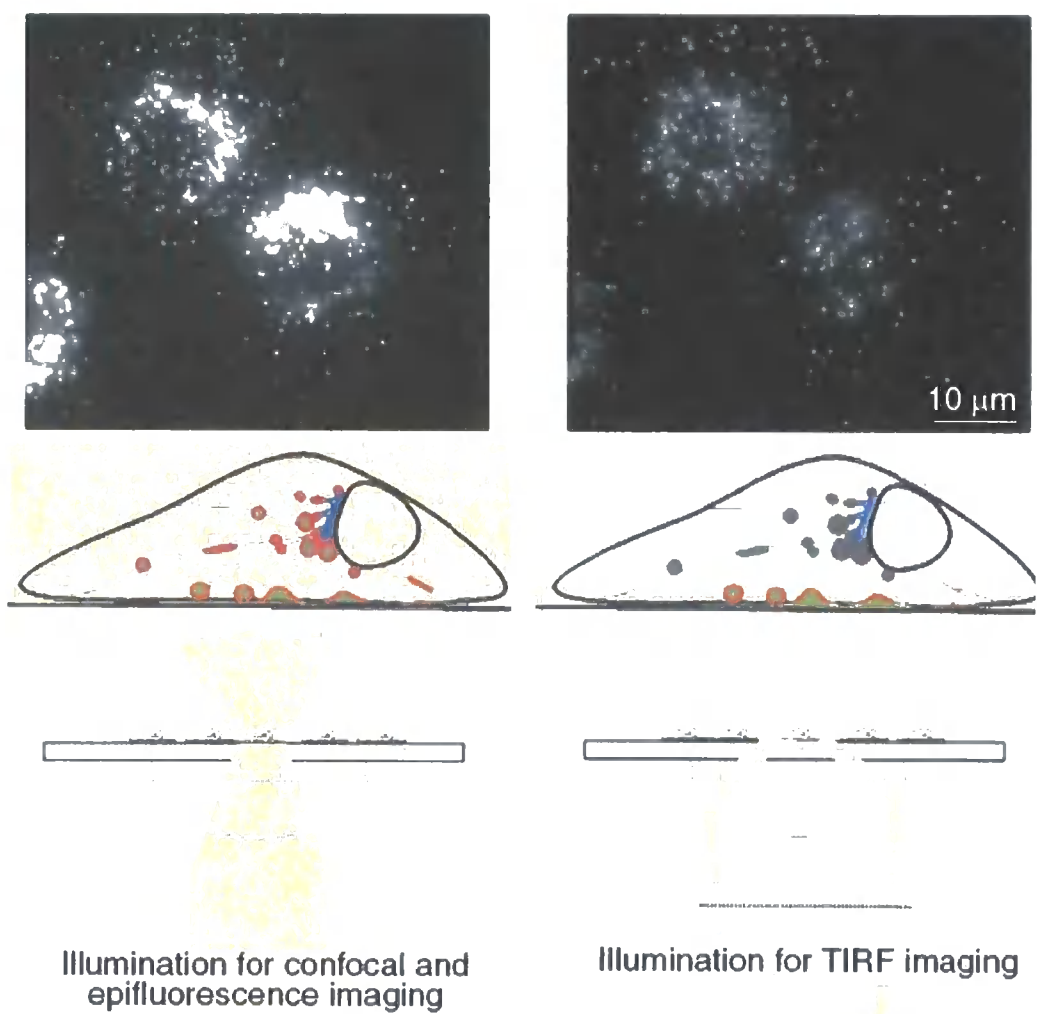 10 μm
Illumination for confocal and
epifluorescence imaging
Illumination for TIRF imaging